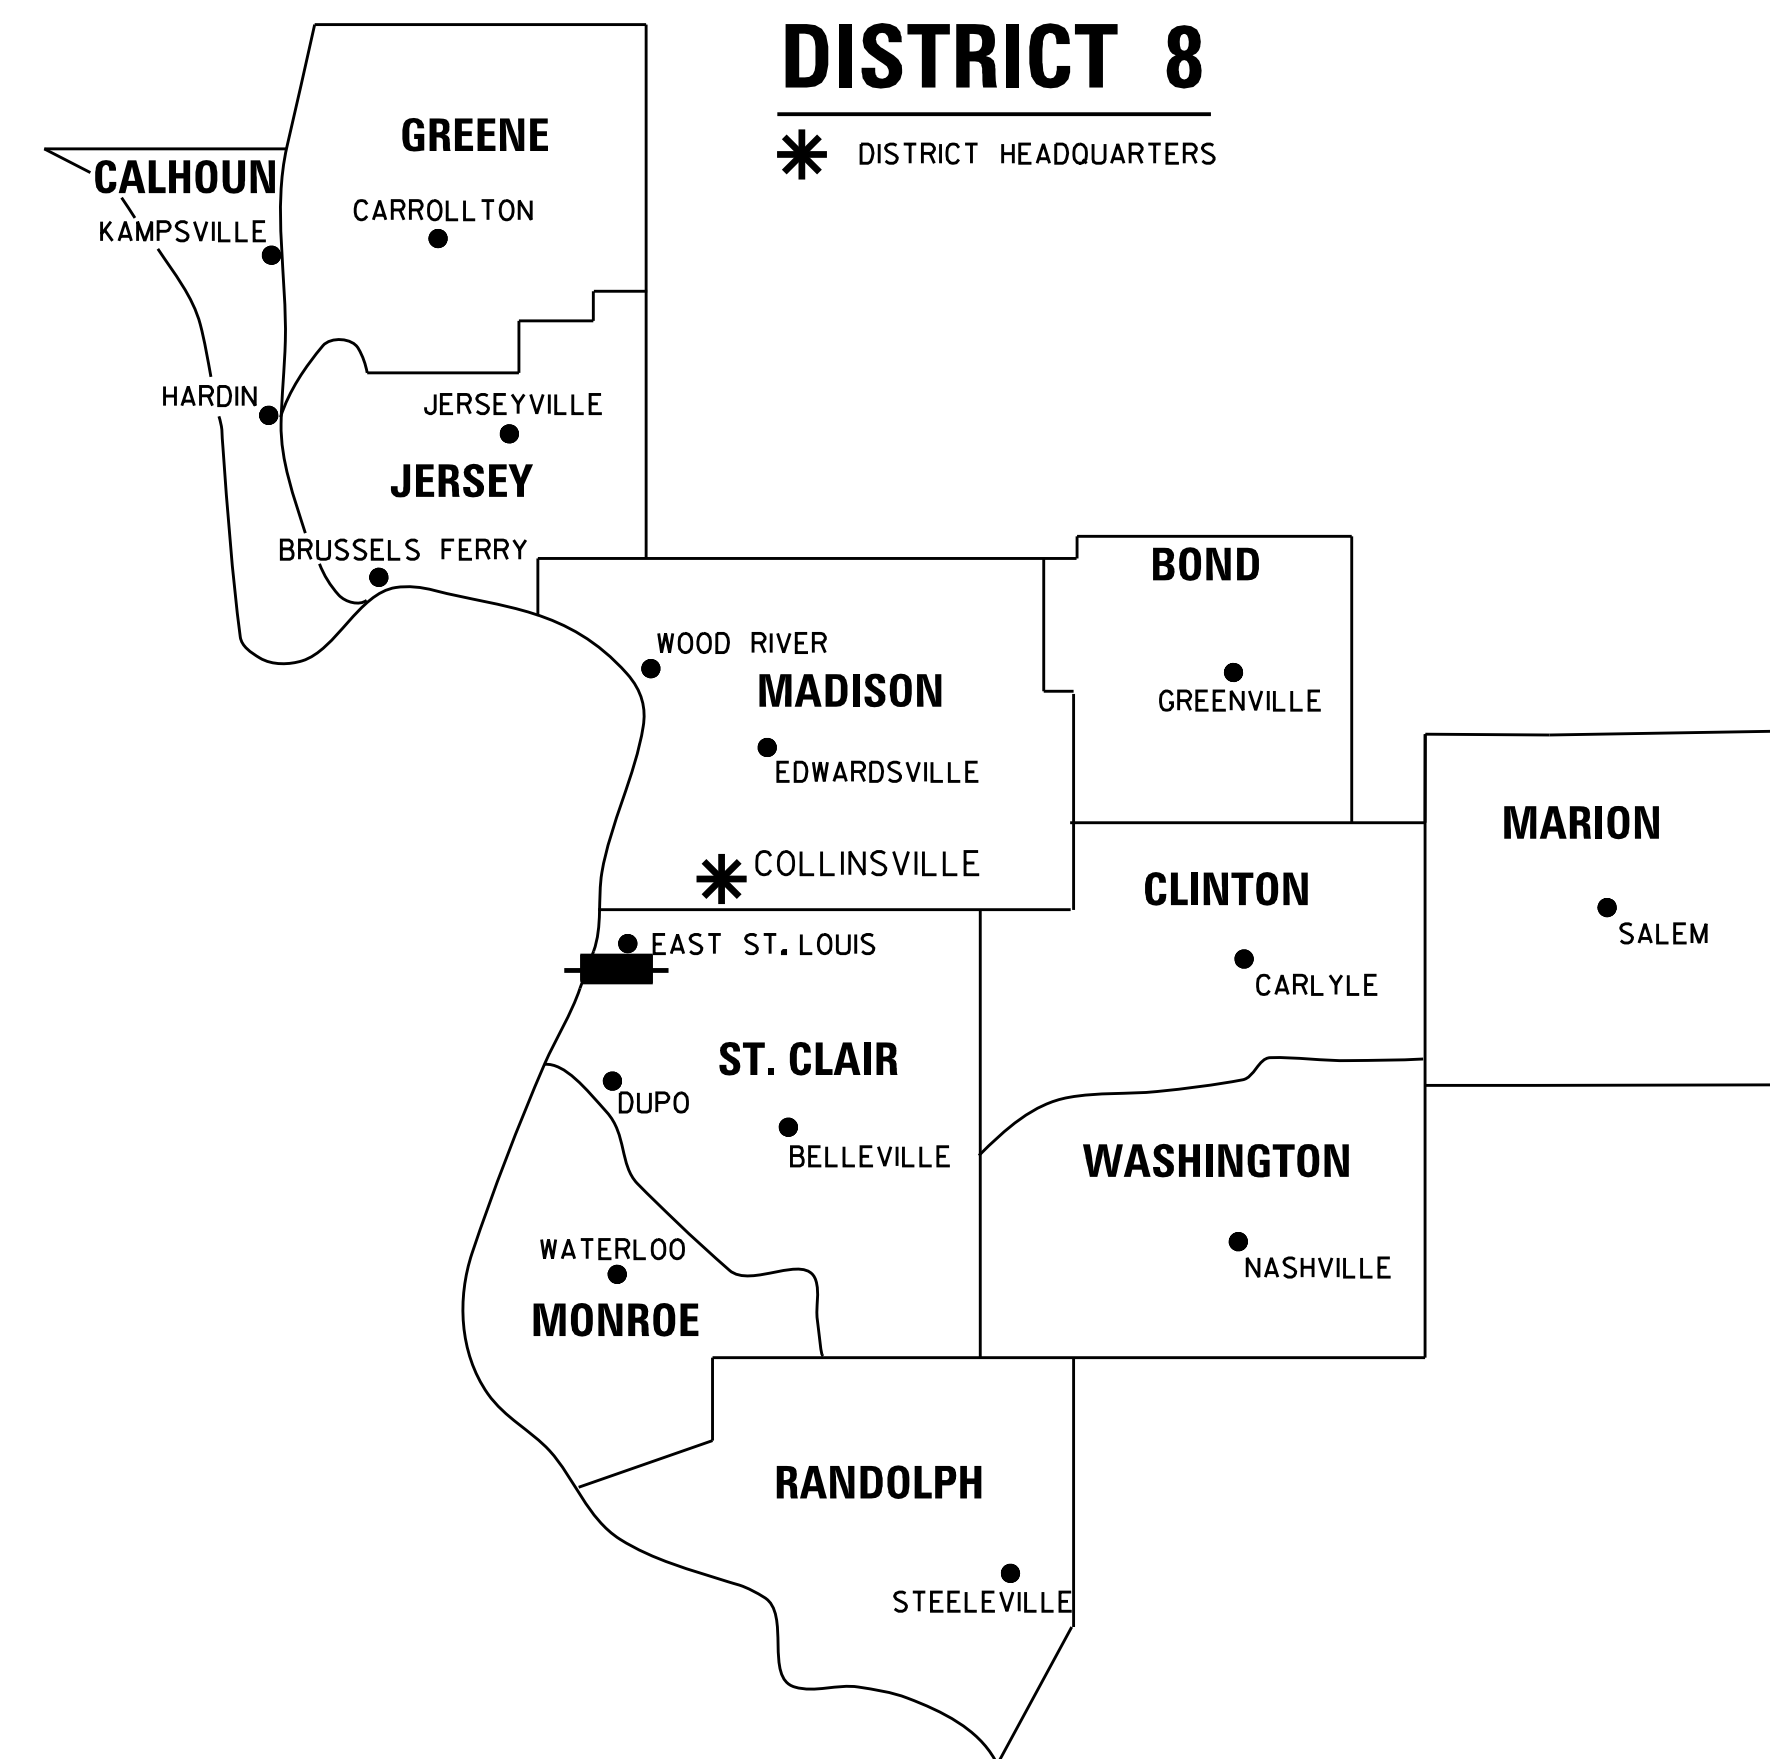 DISTRICT 8
DISTRICT HEADQUARTERS
GREENE
CALHOUN
CARROLLTON
KAMPSVILLE
HARDIN
JERSEYVILLE
JERSEY
BRUSSELS FERRY
BOND
WOOD RIVER
MADISON
GREENVILLE
EDWARDSVILLE
MARION
COLLINSVILLE
CLINTON
SALEM
EAST ST. LOUIS
CARLYLE
ST. CLAIR
DUPO
BELLEVILLE
WASHINGTON
WATERLOO
NASHVILLE
MONROE
RANDOLPH
STEELEVILLE